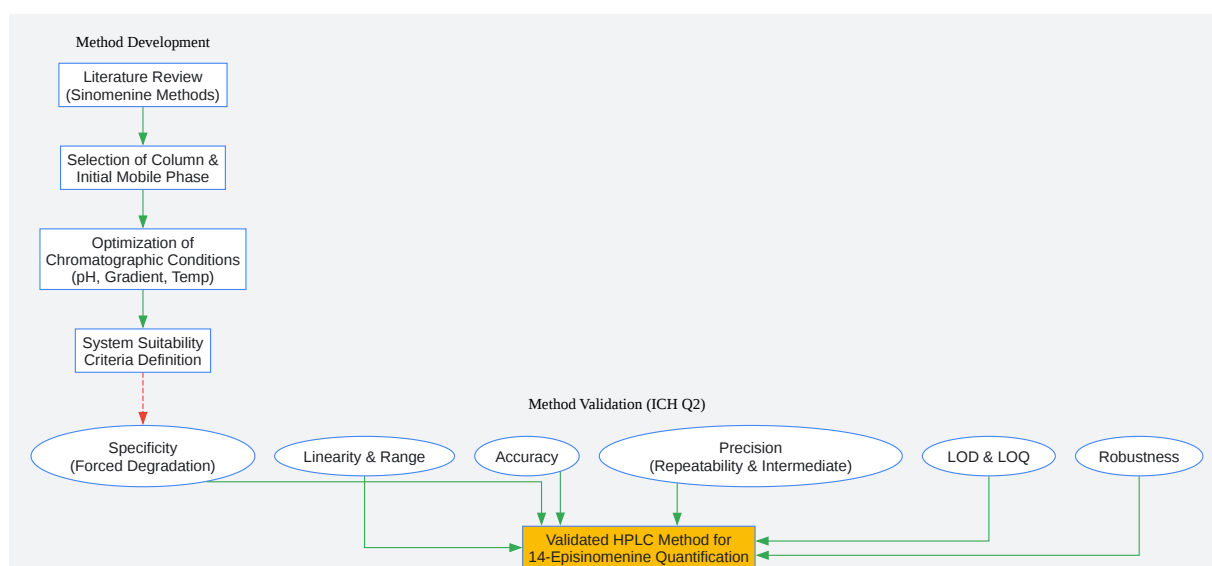 Method Development
Literature Review
(Sinomenine Methods)
Selection of Column &
Initial Mobile Phase
Optimization of
Chromatographic Conditions
(pH, Gradient, Temp)
System Suitability
Criteria Definition
Method Validation (ICH Q2)
Specificity
(Forced Degradation)
Linearity & Range
Accuracy
Precision
(Repeatability & Intermediate)
LOD & LOQ
Robustness
Validated HPLC Method for
14-Episinomenine Quantification